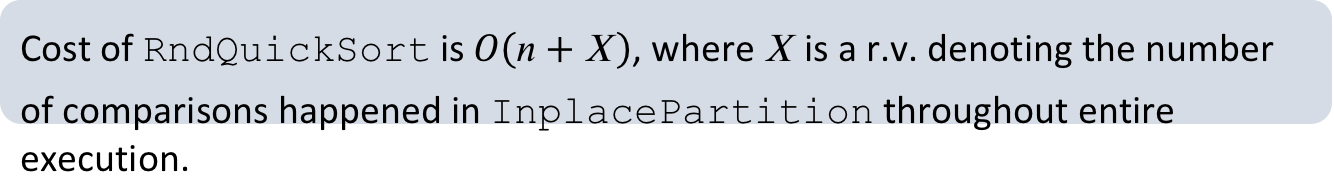 Cost of RndQuickSort is O(n + X), where X is a r.v. denoting the number
of comparisons happened in InplacePartition throughout entire
execution.